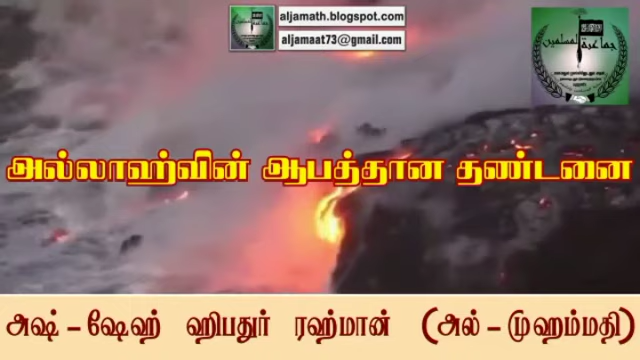 aljamath.blogspot.com
aljamaat73@gmail.com
அல்லாஹ்வின் ஆபத்தான தண்டனை
அஷ் - ஷேஹ் ஹிபதுர் ரஹ்மான் (அல் - முஹம்மதி)